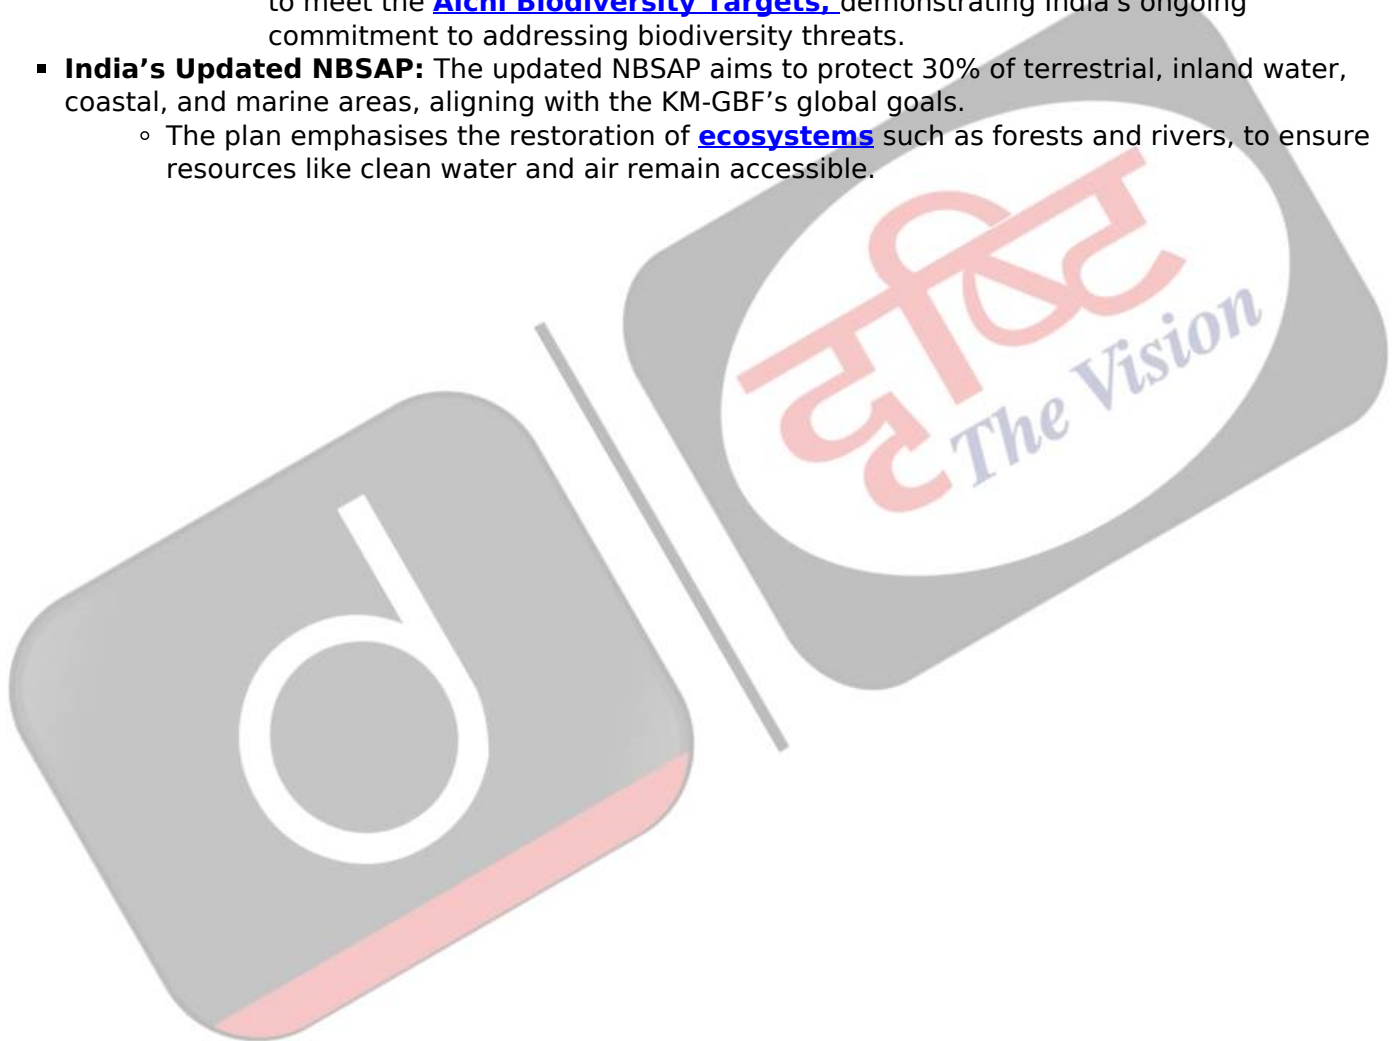 to meet the Aichi Biodiversity Targets, demonstrating India's ongoing
commitment to addressing biodiversity threats.
▪ India’s Updated NBSAP: The updated NBSAP aims to protect 30% of terrestrial, inland water,
coastal, and marine areas, aligning with the KM-GBF’s global goals.
◦ The plan emphasises the restoration of ecosystems such as forests and rivers, to ensure
resources like clean water and air remain accessible.
दृष्टि
The Vision
d